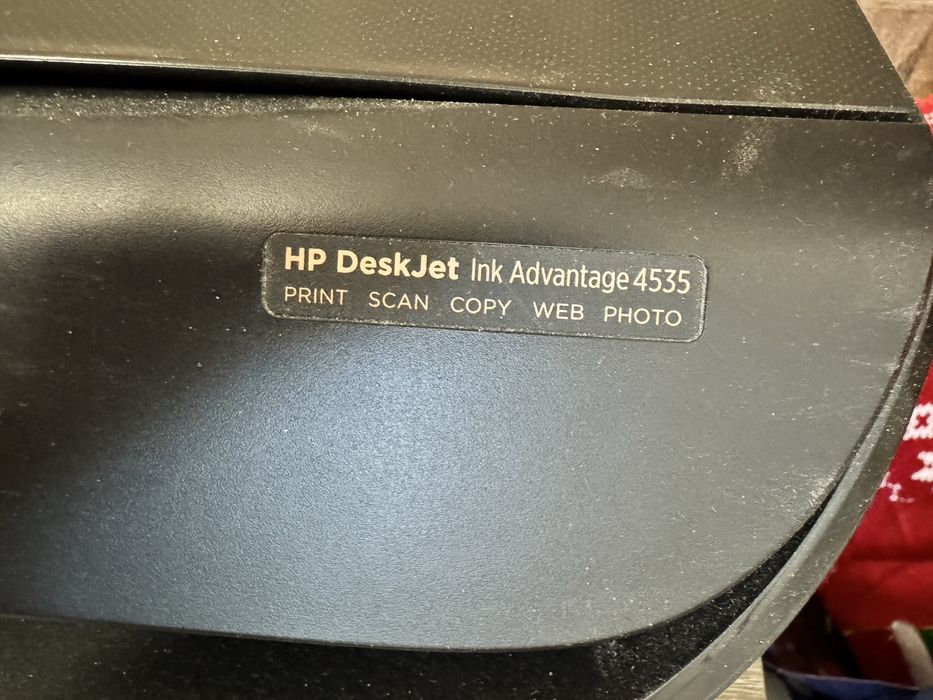 HP DeskJet Ink Advantage 4535
PRINT SCAN COPY WEB PHOTO